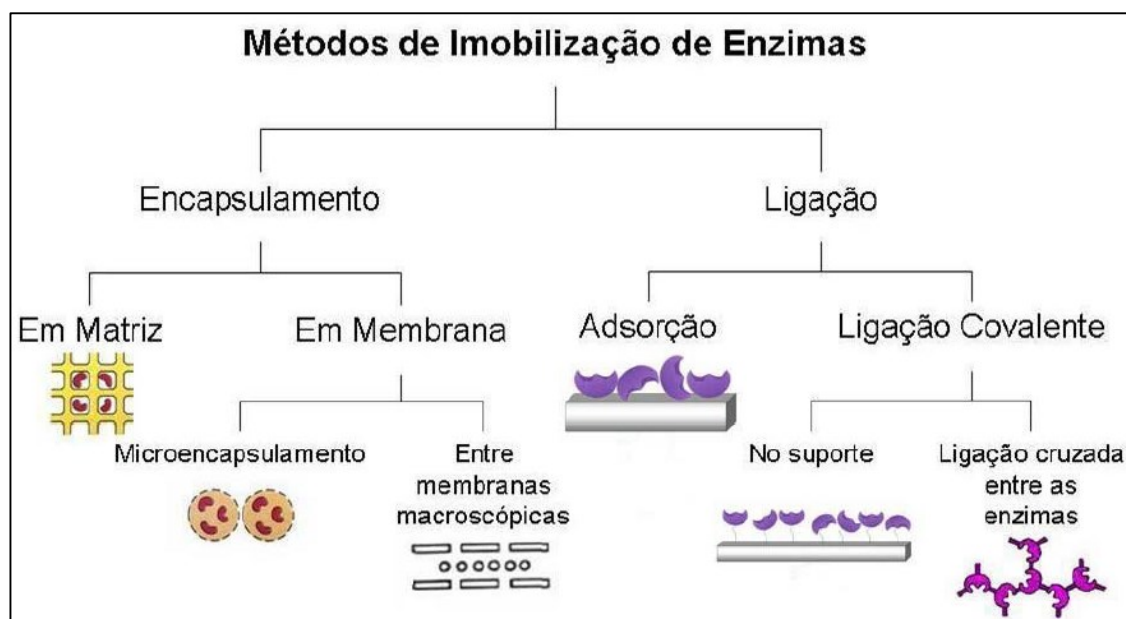 Métodos de Imobilização de Enzimas
Encapsulamento
Ligação
Em Matriz
Em Membrana
Adsorção
Ligação Covalente
Microencapsulamento
Entre
membranas
macroscópicas
No suporte
Ligação cruzada
entre as
enzimas